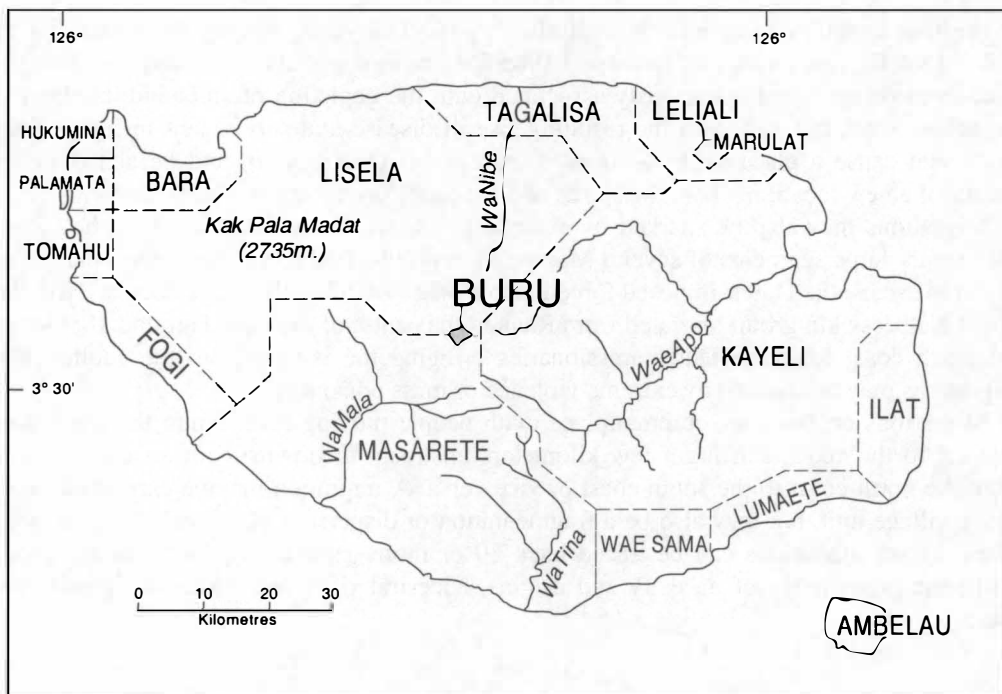 126°
126°
HUKUMINA
PALAMATA
TOMAHU
BARA
LISELA
TAGALISA
LELIALI
MARULAT
WaNibe
Kak Pala Madat
(2735m.)
BURU
FOGI
WaeApo
KAYELI
3° 30'
ILAT
WaMala
MASARETE
LUMAETE
WAE SAMA
WaTina
0 10 20 30
Kilometres
AMBELAU